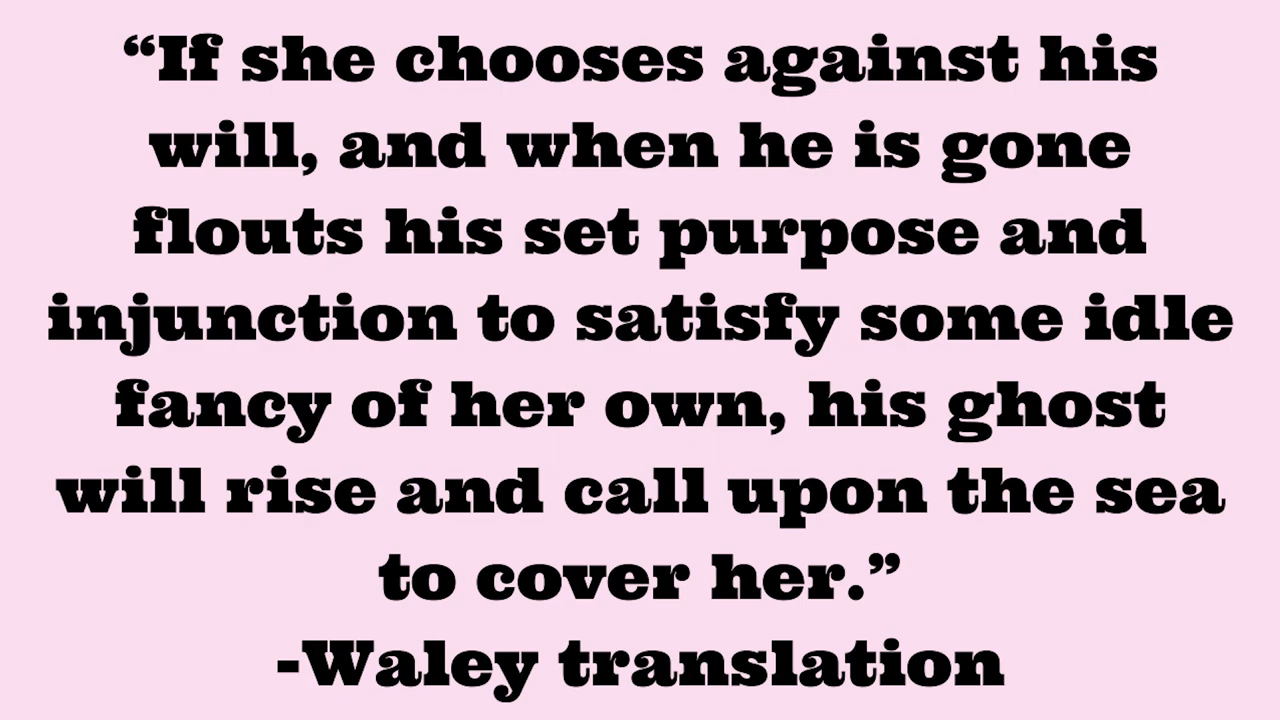 “If she chooses against his
will, and when he is gone
flouts his set purpose and
injunction to satisfy some idle
fancy of her own, his ghost
will rise and call upon the sea
to cover her.”
-Waley translation